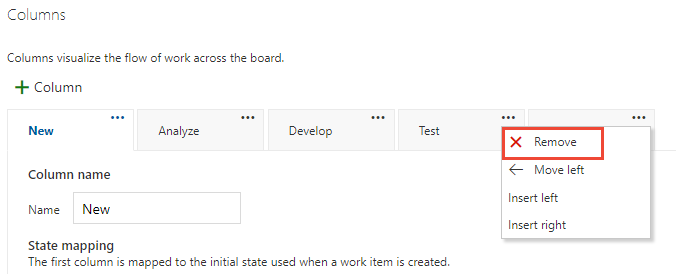 Columns
Columns visualize the flow of work across the board.
+ Column
New ••• Analyze ••• Develop ••• Test ••• •••
Remove
Move left
Insert left
Insert right
Column name
Name New
State mapping
The first column is mapped to the initial state used when a work item is created.